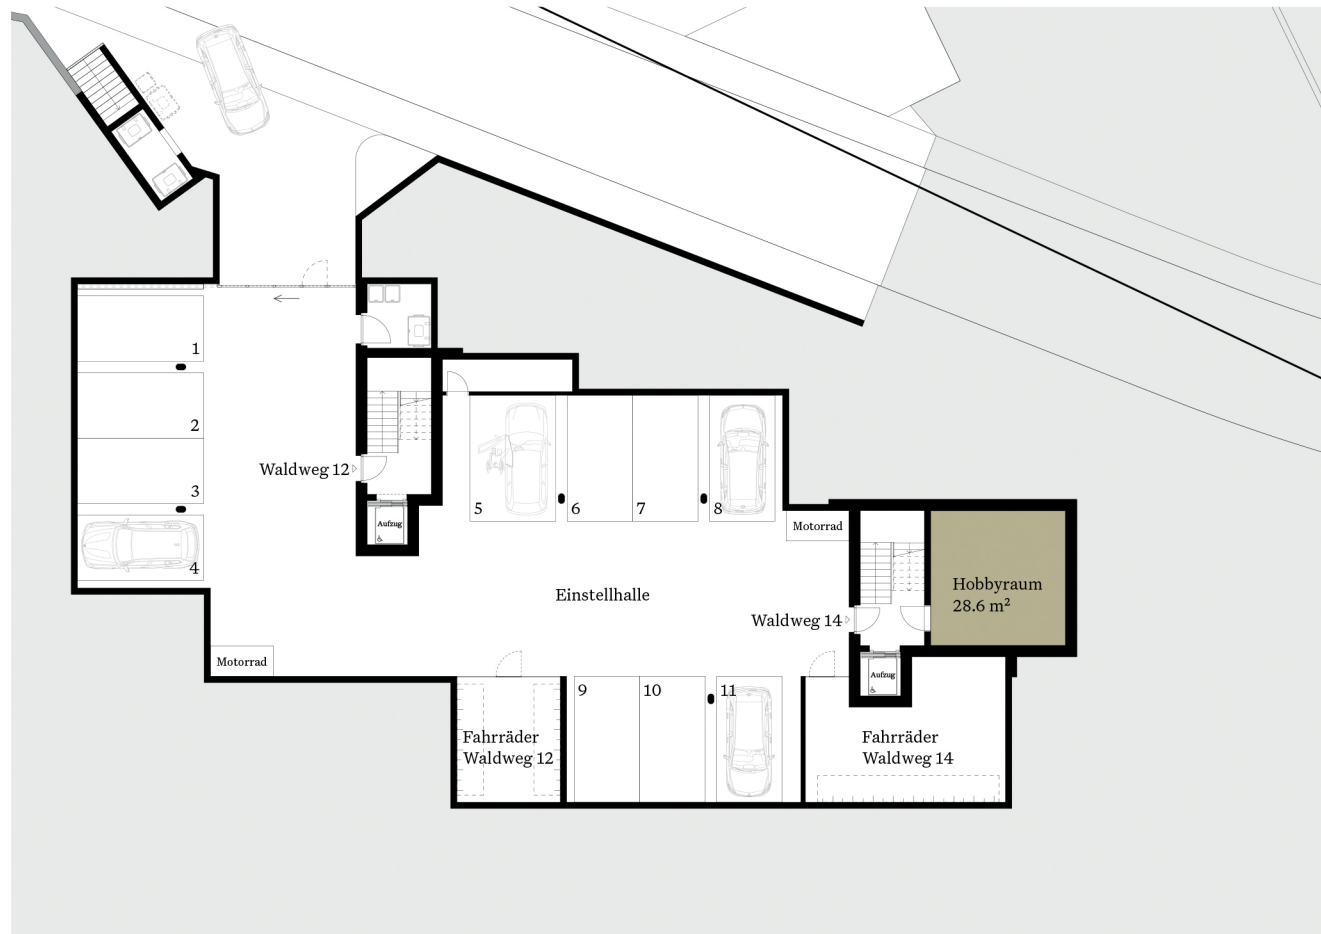 1
2
3
4
Waldweg 12
Aufzug
5
6
7
8
Motorrad
Hobbyraum
28.6 m²
Einstellhalle
Waldweg 14
Aufzug
Motorrad
9
10
11
Fahrräder
Waldweg 12
Fahrräder
Waldweg 14